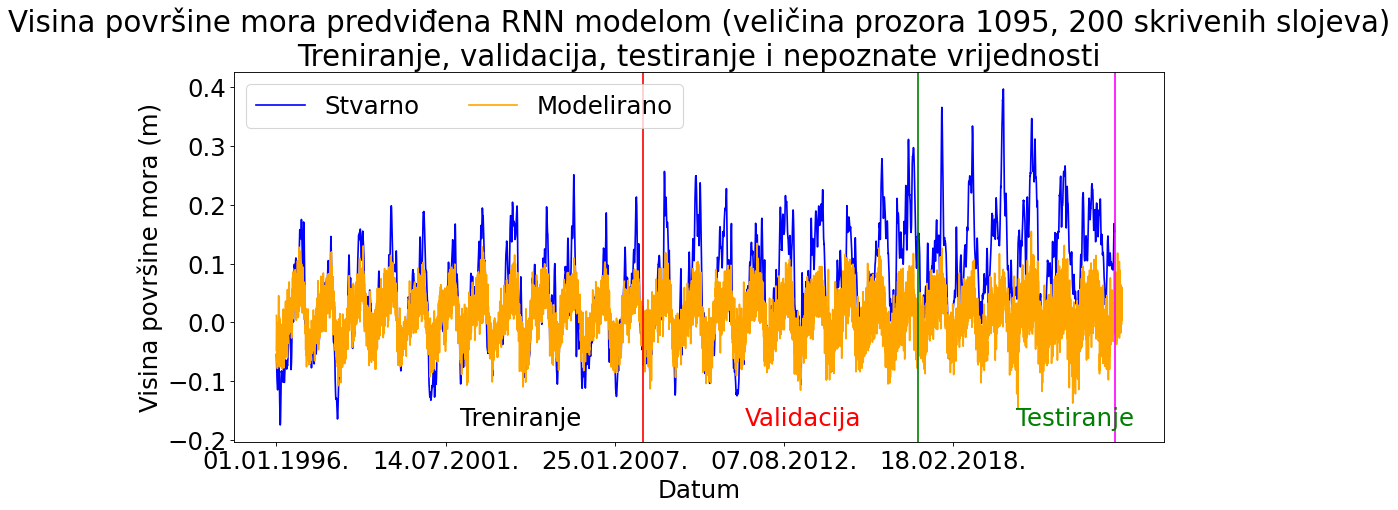 Visina površine mora predviđena RNN modelom (veličina prozora 1095, 200 skrivenih slojeva)
Treniranje, validacija, testiranje i nepoznate vrijednosti
Stvarno
Modelirano
Visina površine mora (m)
0.4
0.3
0.2
0.1
0.0
−0.1
−0.2
Treniranje
Validacija
Testiranje
01.01.1996.
14.07.2001.
25.01.2007.
07.08.2012.
18.02.2018.
Datum